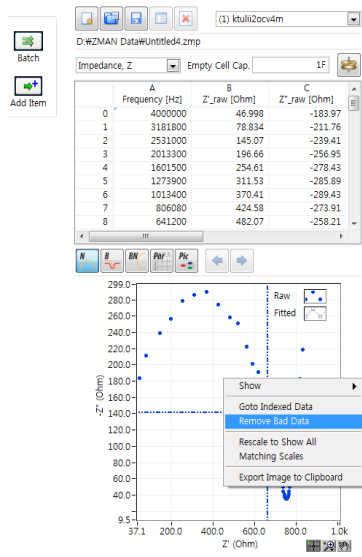 (1) ktulii2ocv4m
D:₩ZMAN Data₩Untitled4.zmp
Batch
Impedance, Z Empty Cell Cap. 1F
Add Item
A B C
Frequency [Hz] Z'_raw [Ohm] Z"_raw [Ohm]
0 4000000 46.998 -183.97
1 3181800 78.834 -211.76
2 2531000 145.07 -239.41
3 2013300 196.66 -256.95
4 1601500 254.61 -278.43
5 1273900 311.53 -285.89
6 1013400 370.41 -289.43
7 806080 424.58 -273.91
8 641200 482.07 -258.21
N B BN Par Pic
299.0
280.0
260.0
240.0
220.0
200.0
180.0
160.0
140.0
120.0
100.0
80.0
60.0
40.0
9.5
-Z" (Ohm)
Raw
Fitted
Show
Goto Indexed Data
Remove Bad Data
Rescale to Show All
Matching Scales
Export Image to Clipboard
37.1 200.0 400.0 600.0 800.0 1.0k
Z' (Ohm)